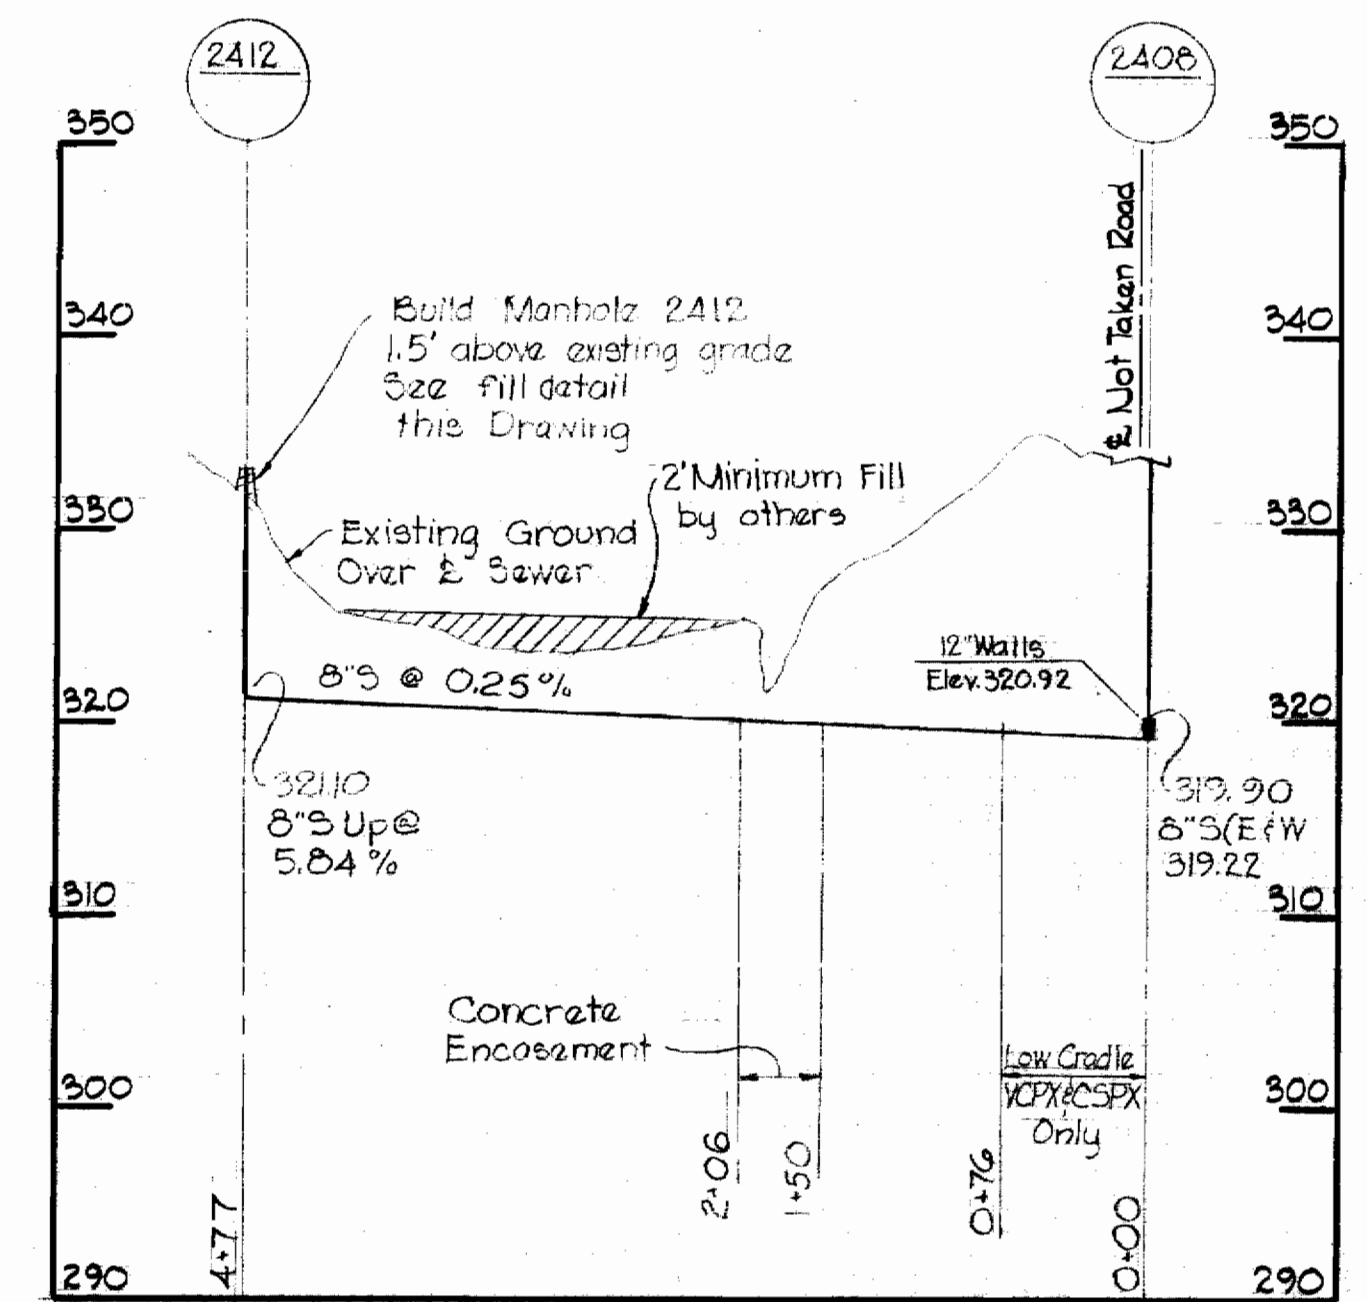 2412
2408
350
350
℄ Not Taken Road
340
340
Build Manhole 2412
1.5' above existing grade
See fill detail
this Drawing
2' Minimum Fill
by others
330
330
Existing Ground
Over ℄ Sewer
12" Walls
Elev. 320.92
8"S @ 0.25%
320
320
321.10
8"S Up @
5.84 %
319.90
8"S(E&W
319.22
310
310
Concrete
Encasement
Low Cradle
VCPX&CSPX
Only
300
300
4+77
2+06
1+50
0+76
0+00
290
290